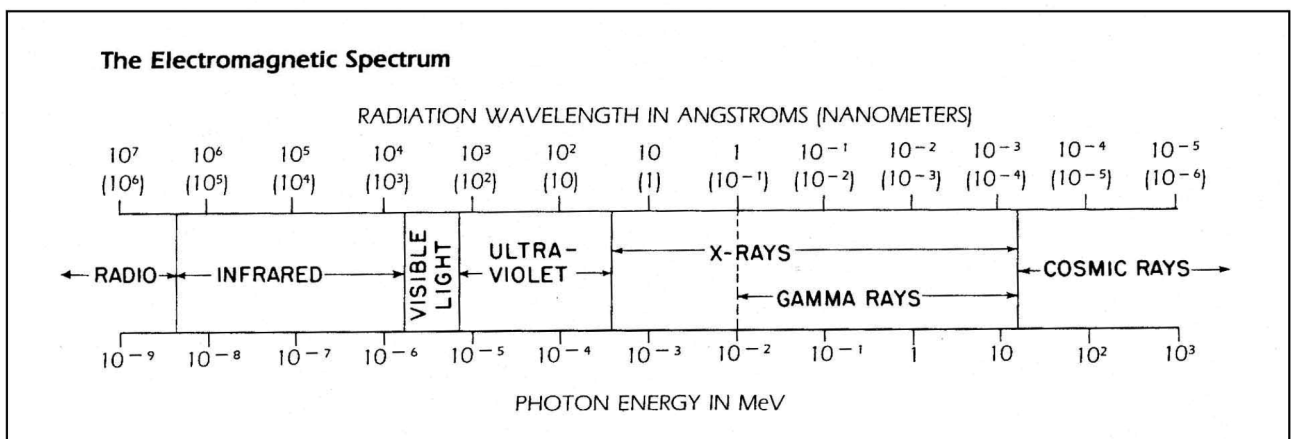 The Electromagnetic Spectrum
RADIATION WAVELENGTH IN ANGSTROMS (NANOMETERS)
10⁷ 10⁶ 10⁵ 10⁴ 10³ 10² 10 1 10⁻¹ 10⁻² 10⁻³ 10⁻⁴ 10⁻⁵
(10⁶) (10⁵) (10⁴) (10³) (10²) (10) (1) (10⁻¹) (10⁻²) (10⁻³) (10⁻⁴) (10⁻⁵) (10⁻⁶)
RADIO
INFRARED
VISIBLE
LIGHT
ULTRA-
VIOLET
X-RAYS
GAMMA RAYS
COSMIC RAYS
10⁻⁹ 10⁻⁸ 10⁻⁷ 10⁻⁶ 10⁻⁵ 10⁻⁴ 10⁻³ 10⁻² 10⁻¹ 1 10 10² 10³
PHOTON ENERGY IN MeV